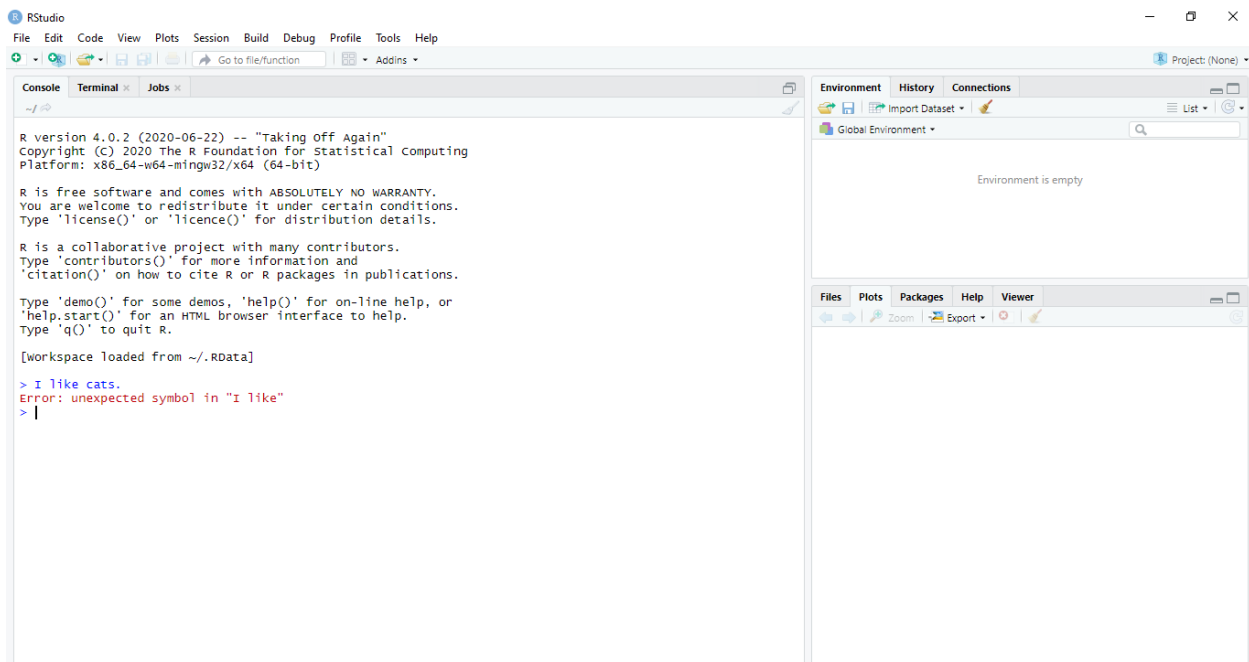 RStudio
File Edit Code View Plots Session Build Debug Profile Tools Help
Go to file/function Addins Project: (None)
Console Terminal Jobs
~/
R version 4.0.2 (2020-06-22) -- "Taking Off Again"
Copyright (C) 2020 The R Foundation for Statistical Computing
Platform: x86_64-w64-mingw32/x64 (64-bit)
R is free software and comes with ABSOLUTELY NO WARRANTY.
You are welcome to redistribute it under certain conditions.
Type 'license()' or 'licence()' for distribution details.
R is a collaborative project with many contributors.
Type 'contributors()' for more information and
'citation()' on how to cite R or R packages in publications.
Type 'demo()' for some demos, 'help()' for on-line help, or
'help.start()' for an HTML browser interface to help.
Type 'q()' to quit R.
[Workspace loaded from ~/.RData]
> I like cats.
Error: unexpected symbol in "I like"
>
Environment History Connections
Import Dataset List
Global Environment
Environment is empty
Files Plots Packages Help Viewer
Zoom Export